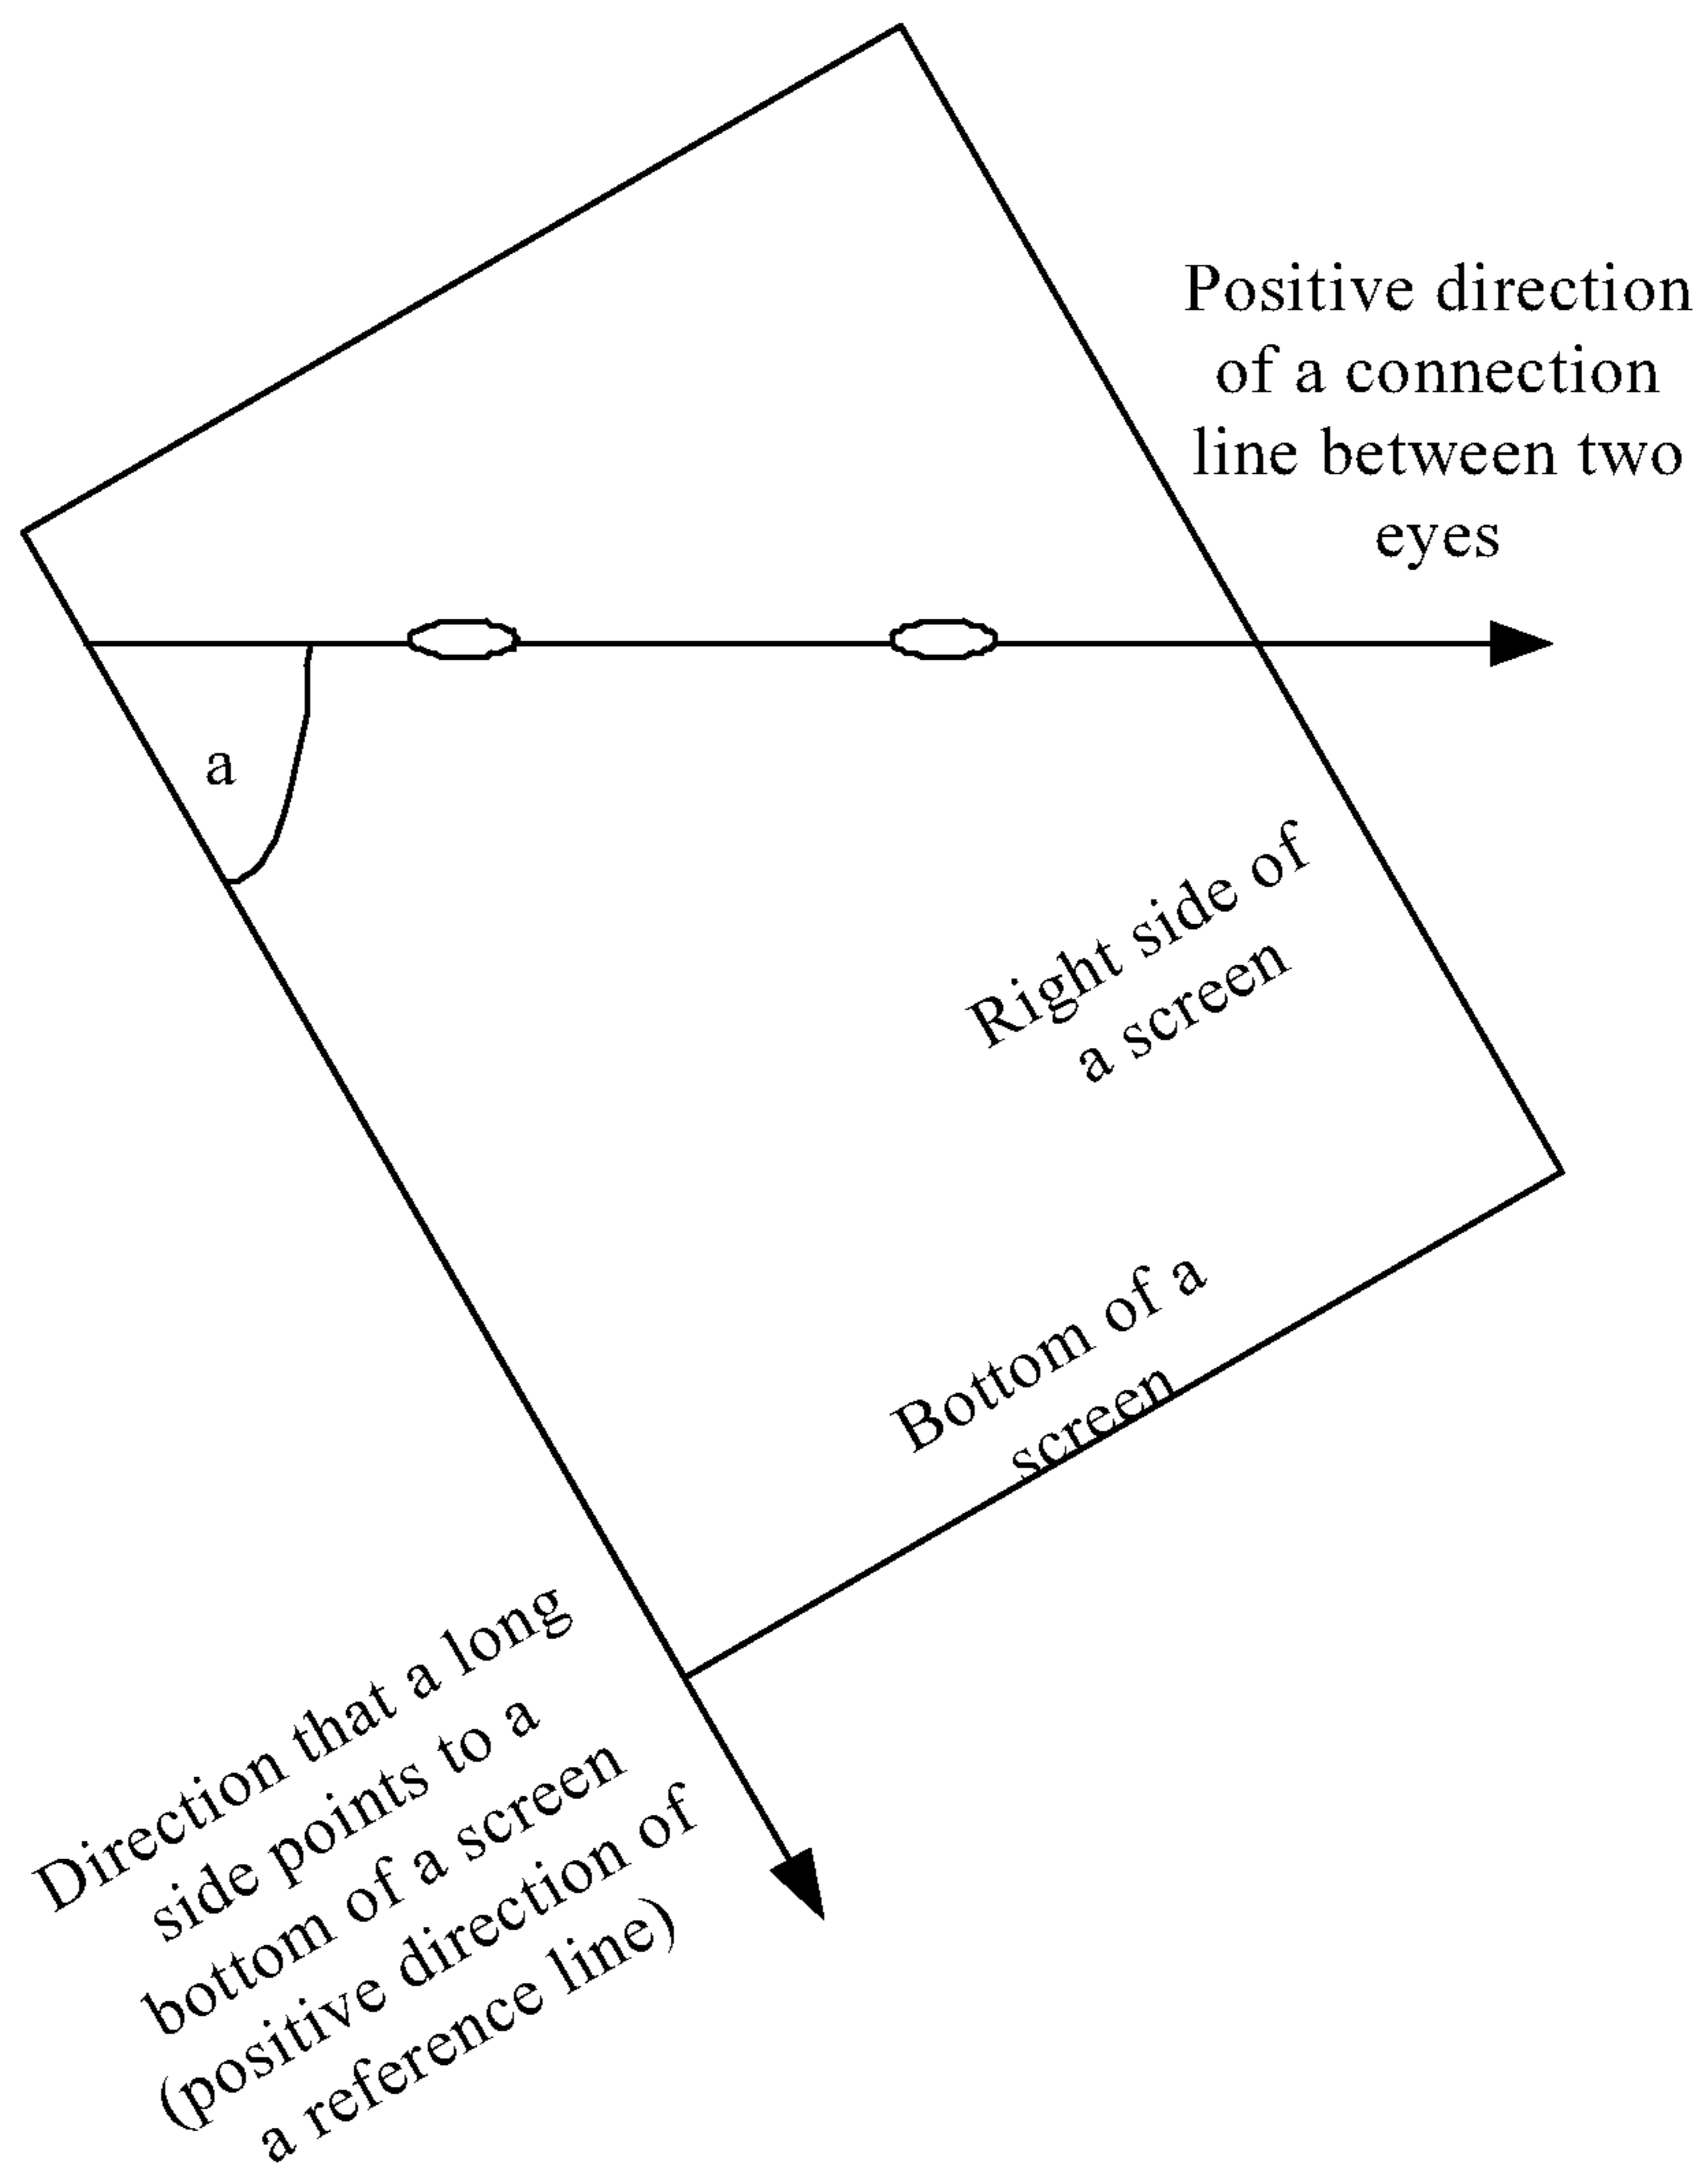 Positive direction
of a connection
line between two
eyes
a
Right side of
a screen
Bottom of a
screen
Direction that a long
side points to a
bottom of a screen
(positive direction of
a reference line)